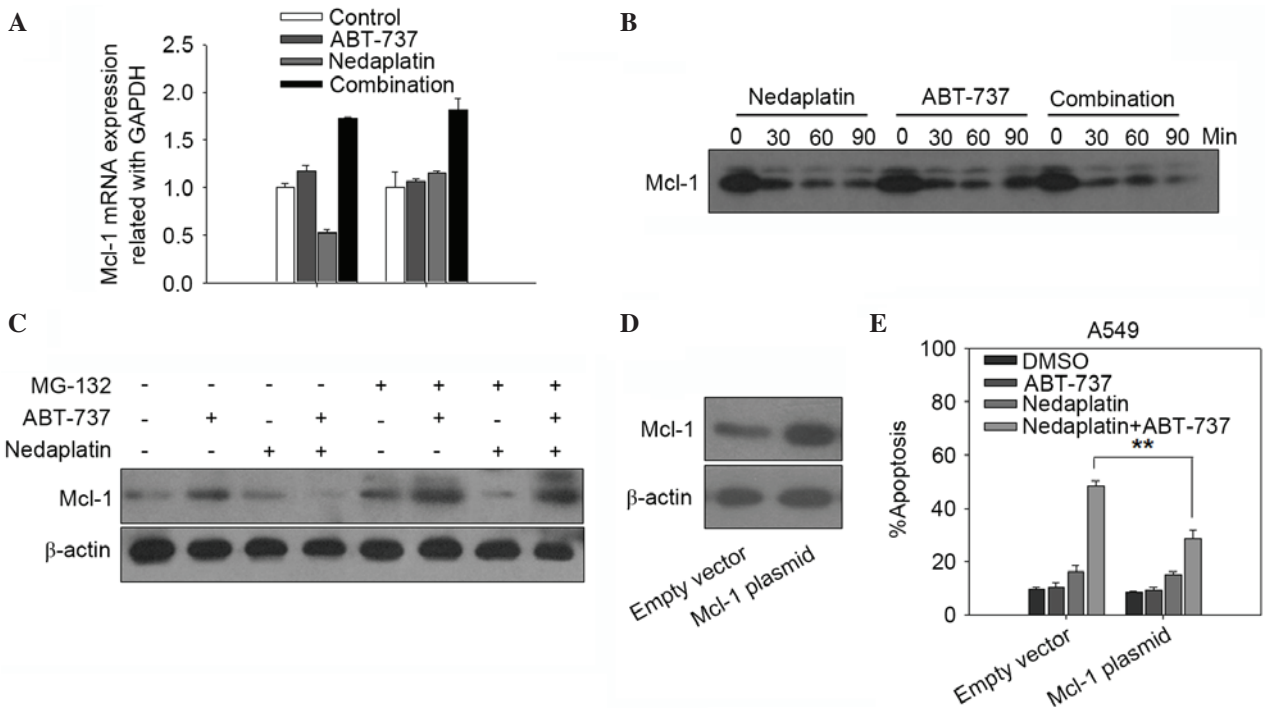 A
Mcl-1 mRNA expression
related with GAPDH
2.5
2.0
1.5
1.0
0.5
0.0
Control
ABT-737
Nedaplatin
Combination
B
Nedaplatin ABT-737 Combination
0 30 60 90 0 30 60 90 0 30 60 90 Min
Mcl-1
C
MG-132 - - - - + + + +
ABT-737 - + - + - + - +
Nedaplatin - - + + - - + +
Mcl-1
β-actin
D
Mcl-1
β-actin
Empty vector
Mcl-1 plasmid
E
A549
%Apoptosis
100
80
60
40
20
0
DMSO
ABT-737
Nedaplatin
Nedaplatin+ABT-737
**
Empty vector
Mcl-1 plasmid